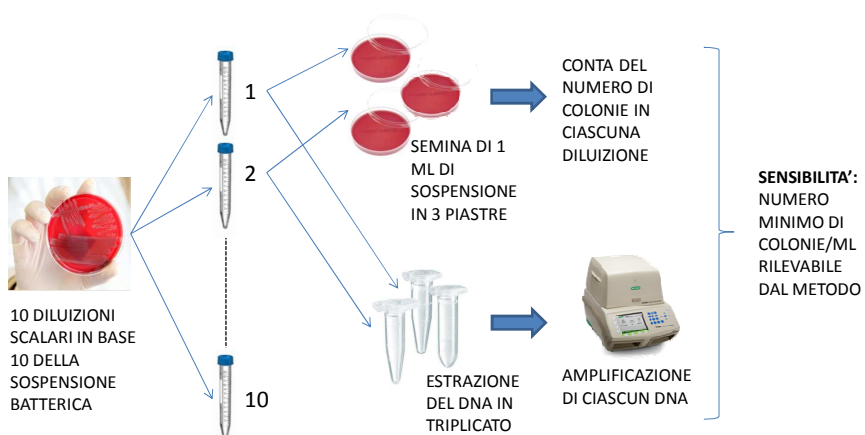 1
2
10
10 DILUIZIONI
SCALARI IN BASE
10 DELLA
SOSPENSIONE
BATTERICA
SEMINA DI 1
ML DI
SOSPENSIONE
IN 3 PIASTRE
CONTA DEL
NUMERO DI
COLONIE IN
CIASCUNA
DILUIZIONE
ESTRAZIONE
DEL DNA IN
TRIPLICATO
AMPLIFICAZIONE
DI CIASCUN DNA
SENSIBILITA’:
NUMERO
MINIMO DI
COLONIE/ML
RILEVABILE
DAL METODO